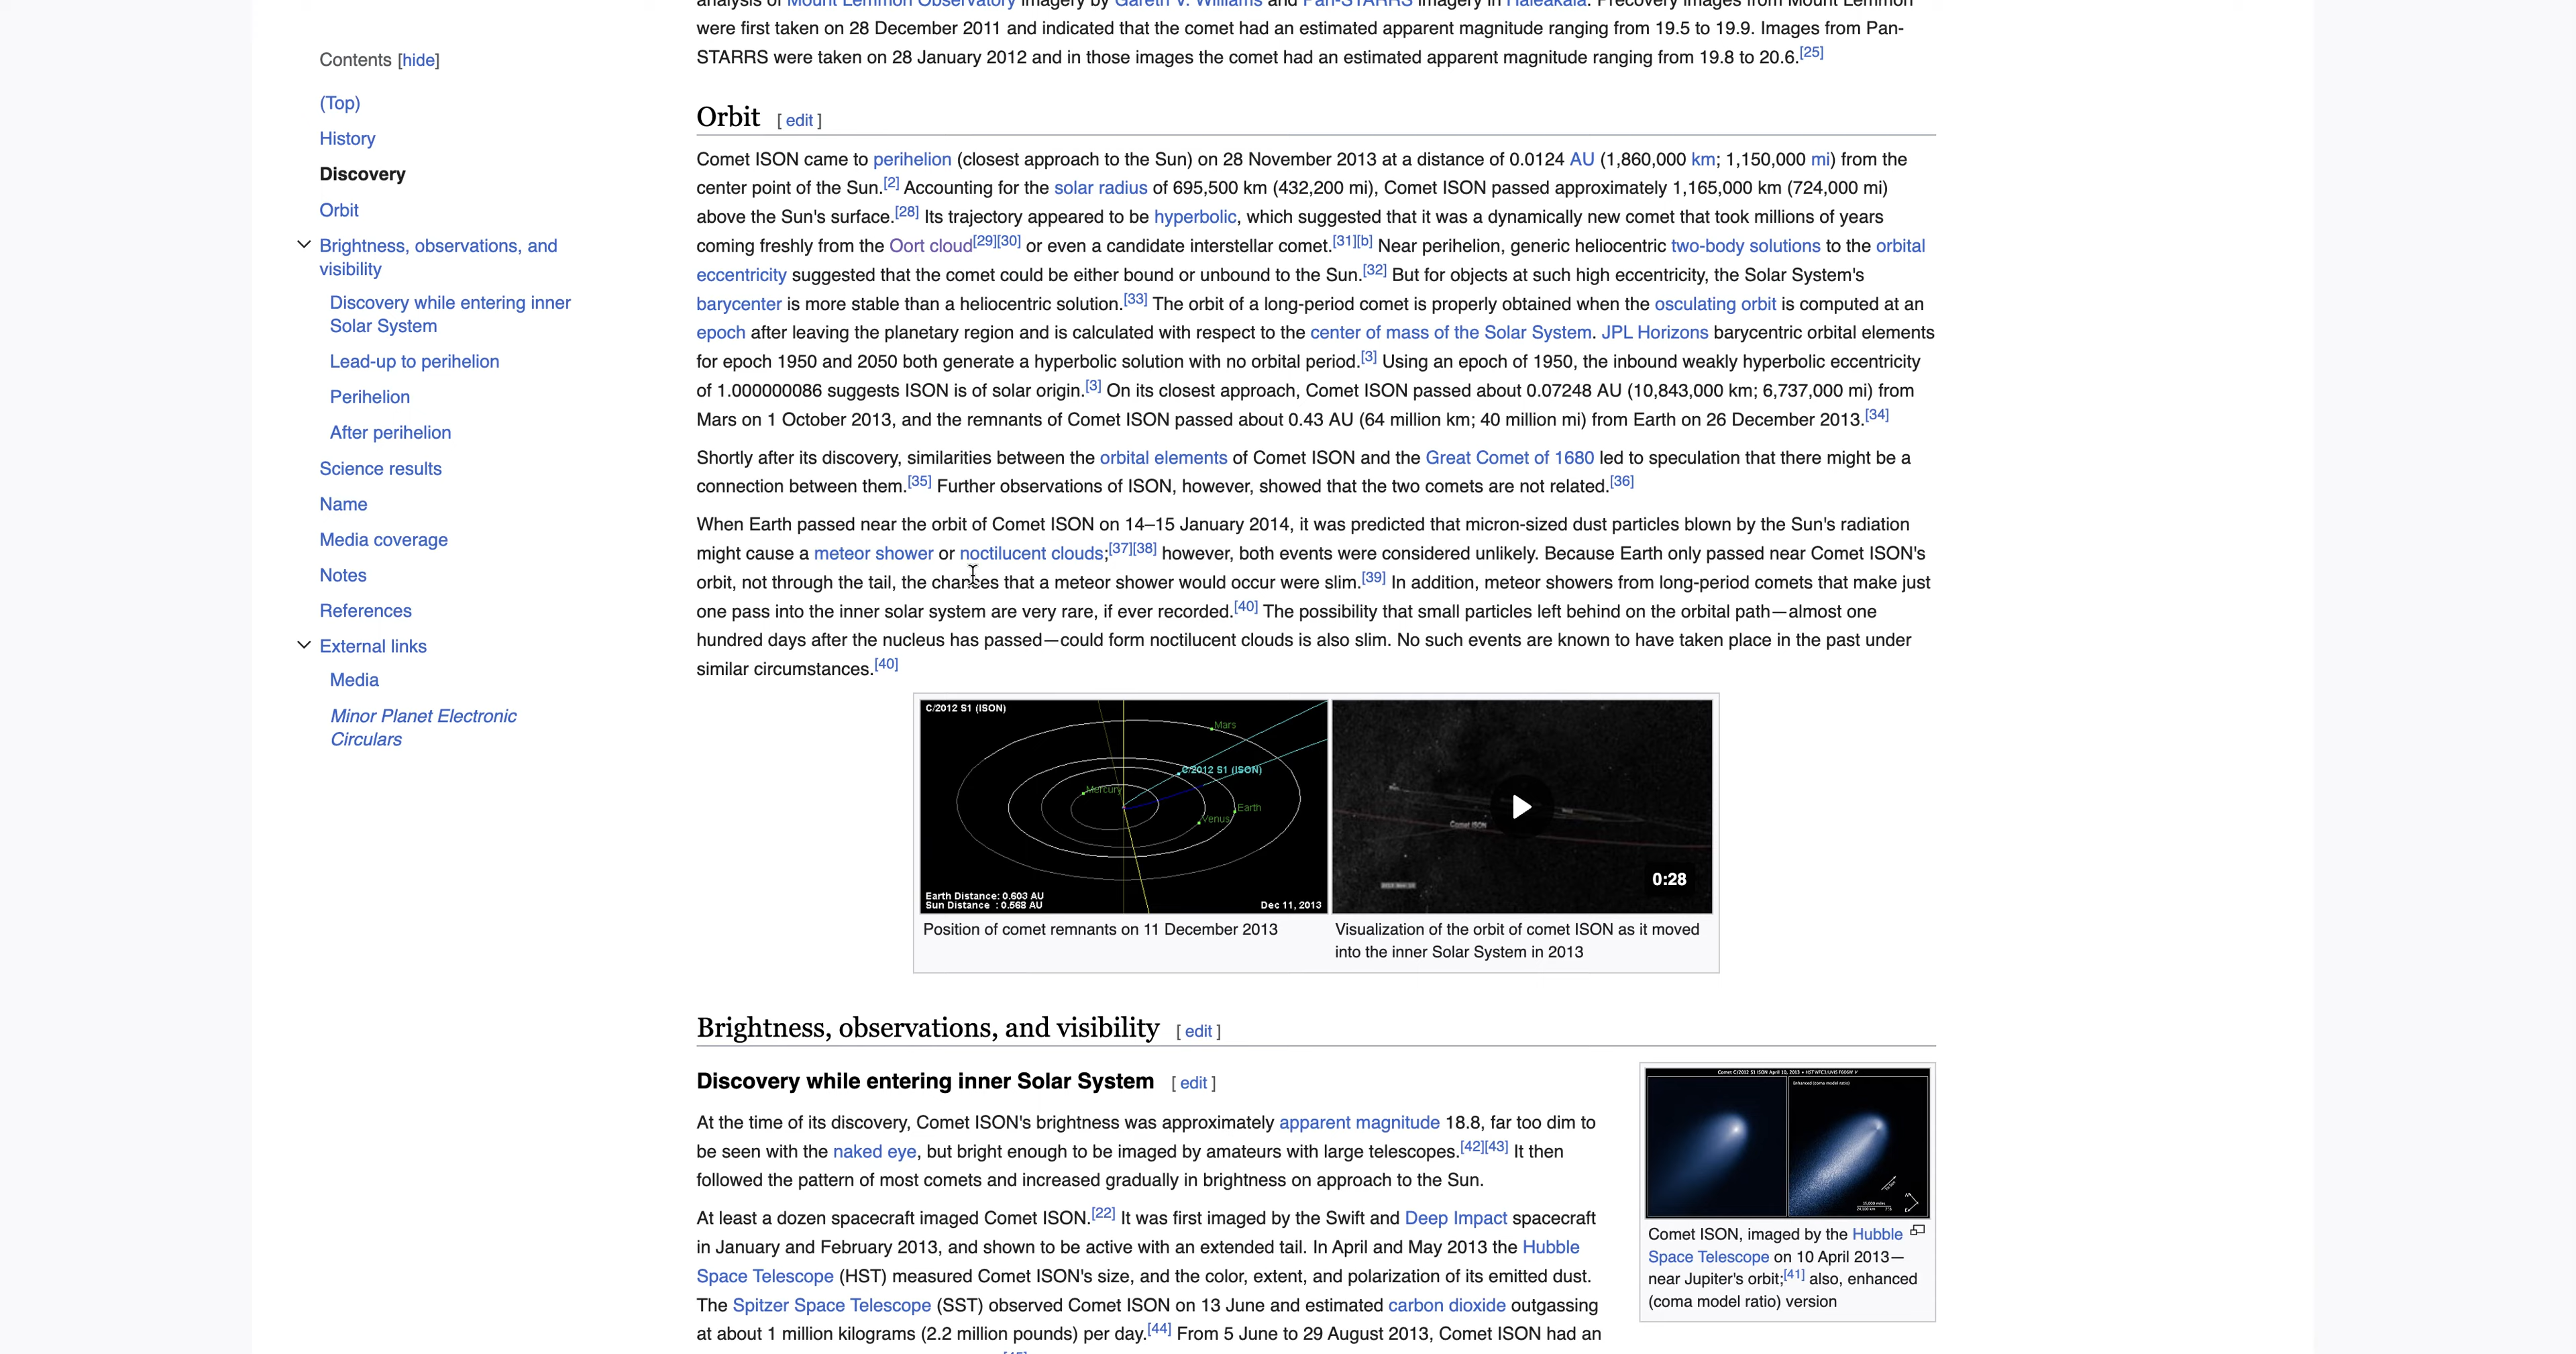 Contents [hide]
(Top)
History
Discovery
Orbit
Brightness, observations, and
visibility
Discovery while entering inner
Solar System
Lead-up to perihelion
Perihelion
After perihelion
Science results
Name
Media coverage
Notes
References
External links
Media
Minor Planet Electronic
Circulars
analysis of Mount Lemmon Observatory imagery by Gareth V. Williams and Pan-STARRS imagery in Haleakala. Precovery images from Mount Lemmon
were first taken on 28 December 2011 and indicated that the comet had an estimated apparent magnitude ranging from 19.5 to 19.9. Images from Pan-
STARRS were taken on 28 January 2012 and in those images the comet had an estimated apparent magnitude ranging from 19.8 to 20.6.[25]
Orbit [ edit ]
Comet ISON came to perihelion (closest approach to the Sun) on 28 November 2013 at a distance of 0.0124 AU (1,860,000 km; 1,150,000 mi) from the
center point of the Sun.[2] Accounting for the solar radius of 695,500 km (432,200 mi), Comet ISON passed approximately 1,165,000 km (724,000 mi)
above the Sun's surface.[28] Its trajectory appeared to be hyperbolic, which suggested that it was a dynamically new comet that took millions of years
coming freshly from the Oort cloud[29][30] or even a candidate interstellar comet.[31][b] Near perihelion, generic heliocentric two-body solutions to the orbital
eccentricity suggested that the comet could be either bound or unbound to the Sun.[32] But for objects at such high eccentricity, the Solar System's
barycenter is more stable than a heliocentric solution.[33] The orbit of a long-period comet is properly obtained when the osculating orbit is computed at an
epoch after leaving the planetary region and is calculated with respect to the center of mass of the Solar System. JPL Horizons barycentric orbital elements
for epoch 1950 and 2050 both generate a hyperbolic solution with no orbital period.[3] Using an epoch of 1950, the inbound weakly hyperbolic eccentricity
of 1.000000086 suggests ISON is of solar origin.[3] On its closest approach, Comet ISON passed about 0.07248 AU (10,843,000 km; 6,737,000 mi) from
Mars on 1 October 2013, and the remnants of Comet ISON passed about 0.43 AU (64 million km; 40 million mi) from Earth on 26 December 2013.[34]
Shortly after its discovery, similarities between the orbital elements of Comet ISON and the Great Comet of 1680 led to speculation that there might be a
connection between them.[35] Further observations of ISON, however, showed that the two comets are not related.[36]
When Earth passed near the orbit of Comet ISON on 14–15 January 2014, it was predicted that micron-sized dust particles blown by the Sun's radiation
might cause a meteor shower or noctilucent clouds;[37][38] however, both events were considered unlikely. Because Earth only passed near Comet ISON's
orbit, not through the tail, the chances that a meteor shower would occur were slim.[39] In addition, meteor showers from long-period comets that make just
one pass into the inner solar system are very rare, if ever recorded.[40] The possibility that small particles left behind on the orbital path—almost one
hundred days after the nucleus has passed—could form noctilucent clouds is also slim. No such events are known to have taken place in the past under
similar circumstances.[40]
C/2012 S1 (ISON)
Mars
C/2012 S1 (ISON)
Mercury
Earth
Venus
Earth Distance: 0.603 AU
Sun Distance : 0.568 AU
Dec 11, 2013
Comet ISON
0:28
Position of comet remnants on 11 December 2013
Visualization of the orbit of comet ISON as it moved
into the inner Solar System in 2013
Brightness, observations, and visibility [ edit ]
Discovery while entering inner Solar System [ edit ]
At the time of its discovery, Comet ISON's brightness was approximately apparent magnitude 18.8, far too dim to
be seen with the naked eye, but bright enough to be imaged by amateurs with large telescopes.[42][43] It then
followed the pattern of most comets and increased gradually in brightness on approach to the Sun.
At least a dozen spacecraft imaged Comet ISON.[22] It was first imaged by the Swift and Deep Impact spacecraft
in January and February 2013, and shown to be active with an extended tail. In April and May 2013 the Hubble
Space Telescope (HST) measured Comet ISON's size, and the color, extent, and polarization of its emitted dust.
The Spitzer Space Telescope (SST) observed Comet ISON on 13 June and estimated carbon dioxide outgassing
at about 1 million kilograms (2.2 million pounds) per day.[44] From 5 June to 29 August 2013, Comet ISON had an
Comet C/2012 S1 ISON April 10, 2013 • HST WFC3/UVIS F606W V
Enhanced (coma model ratio)
Comet ISON, imaged by the Hubble
Space Telescope on 10 April 2013—
near Jupiter's orbit;[41] also, enhanced
(coma model ratio) version